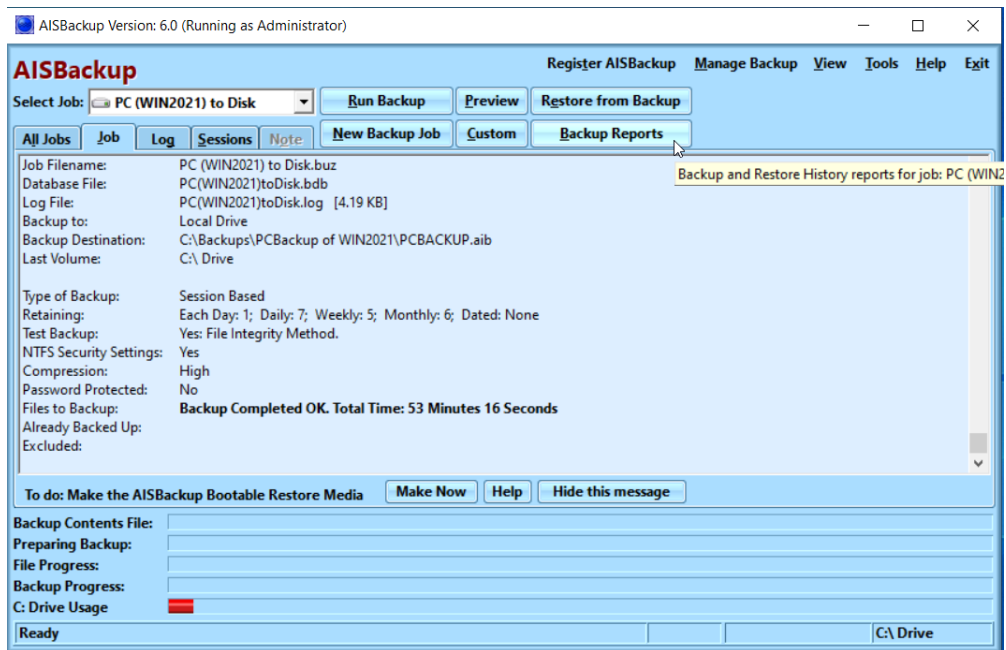 AISBackup Version: 6.0 (Running as Administrator)
AISBackup
Register AISBackup Manage Backup View Tools Help Exit
Select Job: PC (WIN2021) to Disk Run Backup Preview Restore from Backup
All Jobs Job Log Sessions Note New Backup Job Custom Backup Reports
Job Filename: PC (WIN2021) to Disk.buz
Backup and Restore History reports for job: PC (WIN2
Database File: PC(WIN2021)toDisk.bdb
Log File: PC(WIN2021)toDisk.log [4.19 KB]
Backup to: Local Drive
Backup Destination: C:\Backups\PCBackup of WIN2021\PCBACKUP.aib
Last Volume: C:\ Drive
Type of Backup: Session Based
Retaining: Each Day: 1; Daily: 7; Weekly: 5; Monthly: 6; Dated: None
Test Backup: Yes: File Integrity Method.
NTFS Security Settings: Yes
Compression: High
Password Protected: No
Files to Backup: Backup Completed OK. Total Time: 53 Minutes 16 Seconds
Already Backed Up:
Excluded:
To do: Make the AISBackup Bootable Restore Media Make Now Help Hide this message
Backup Contents File:
Preparing Backup:
File Progress:
Backup Progress:
C: Drive Usage
Ready C:\ Drive